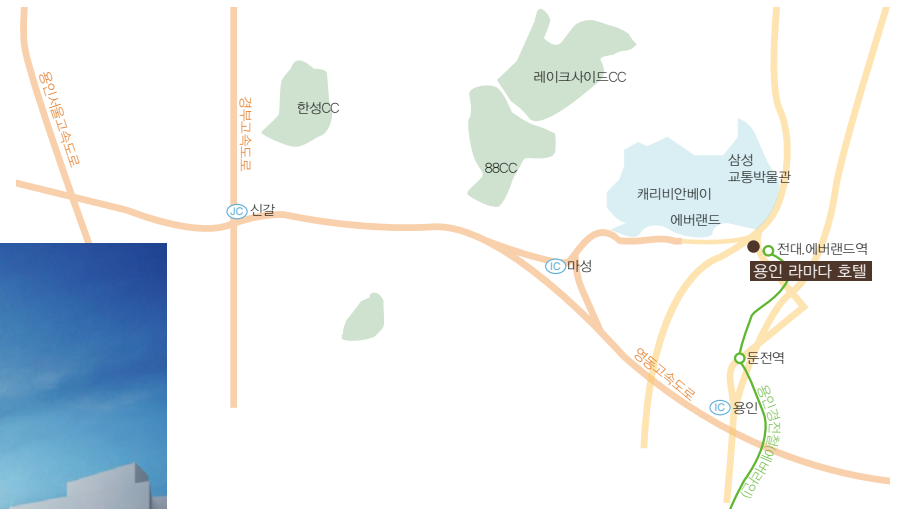 레이크사이드CC
용인서울고속도로
경부고속도로
한성CC
88CC
삼성
교통박물관
캐리비안베이
에버랜드
JC 신갈
전대.에버랜드역
IC 마성
용인 라마다 호텔
영동고속도로
둔전역
IC 용인
용인경전철(에버라인)